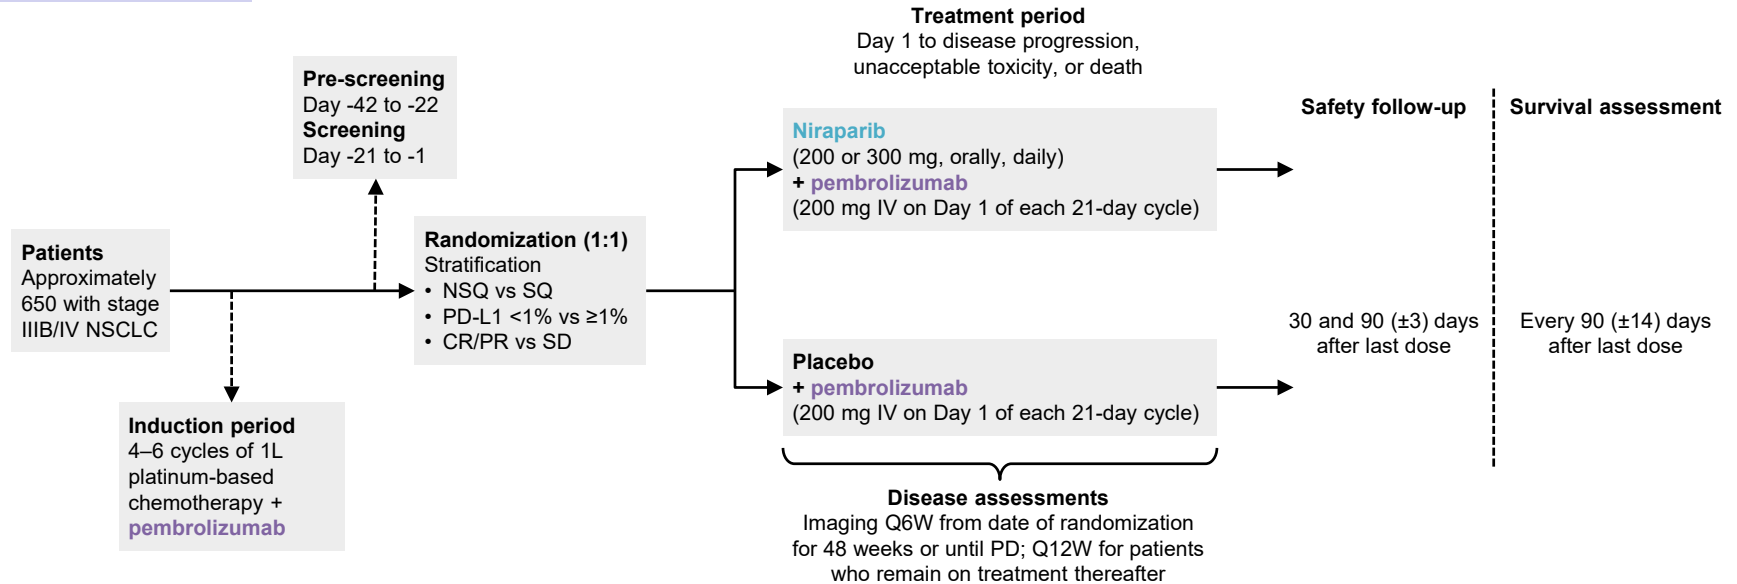 Treatment period
Day 1 to disease progression,
unacceptable toxicity, or death
Pre-screening
Day -42 to -22
Screening
Day -21 to -1
Safety follow-up
Survival assessment
Niraparib
(200 or 300 mg, orally, daily)
+ pembrolizumab
(200 mg IV on Day 1 of each 21-day cycle)
Patients
Approximately
650 with stage
IIIB/IV NSCLC
Randomization (1:1)
Stratification
• NSQ vs SQ
• PD-L1 <1% vs ≥1%
• CR/PR vs SD
30 and 90 (±3) days
after last dose
Every 90 (±14) days
after last dose
Placebo
+ pembrolizumab
(200 mg IV on Day 1 of each 21-day cycle)
Induction period
4–6 cycles of 1L
platinum-based
chemotherapy +
pembrolizumab
Disease assessments
Imaging Q6W from date of randomization
for 48 weeks or until PD; Q12W for patients
who remain on treatment thereafter